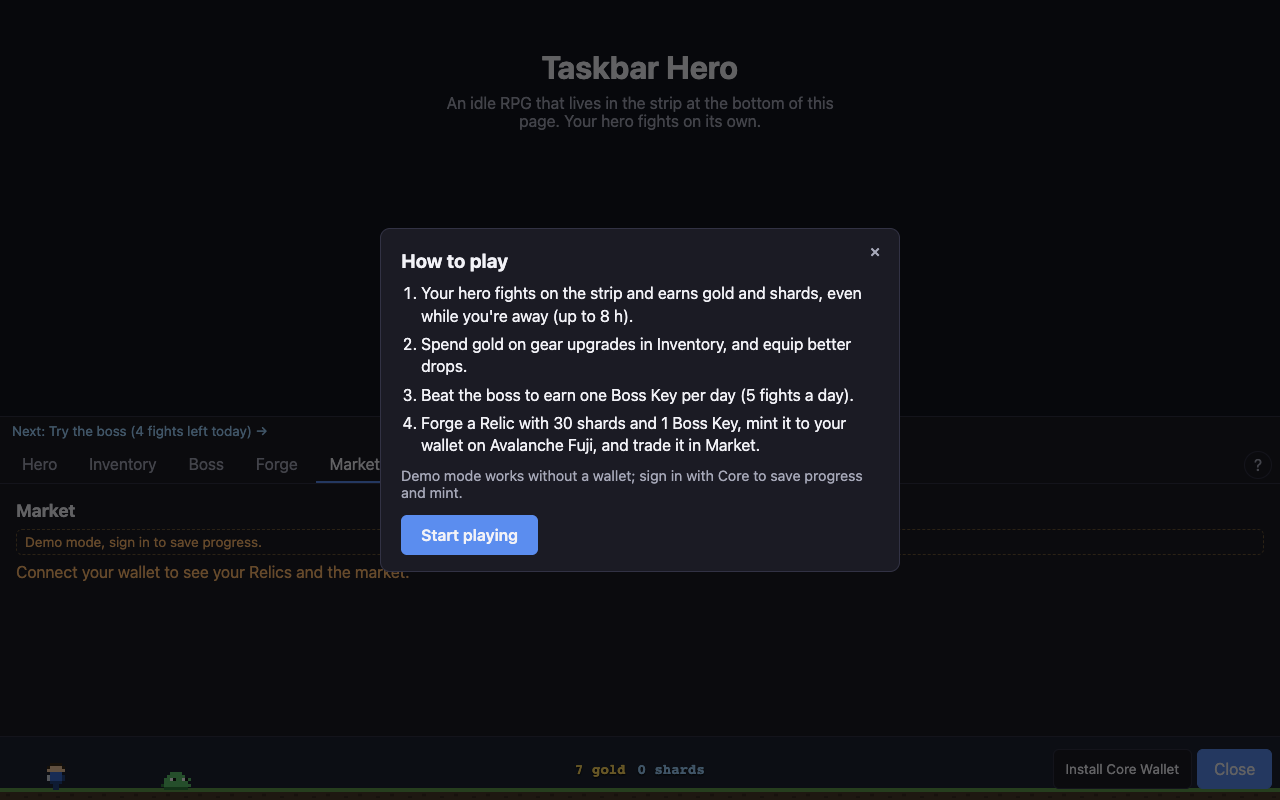 Taskbar Hero
An idle RPG that lives in the strip at the bottom of this
page. Your hero fights on its own.
How to play
×
1. Your hero fights on the strip and earns gold and shards, even
while you're away (up to 8 h).
2. Spend gold on gear upgrades in Inventory, and equip better
drops.
3. Beat the boss to earn one Boss Key per day (5 fights a day).
4. Forge a Relic with 30 shards and 1 Boss Key, mint it to your
wallet on Avalanche Fuji, and trade it in Market.
Demo mode works without a wallet; sign in with Core to save progress
and mint.
Start playing
Next: Try the boss (4 fights left today) →
Hero Inventory Boss Forge Market ?
Market
Demo mode, sign in to save progress.
Connect your wallet to see your Relics and the market.
7 gold 0 shards
Install Core Wallet Close